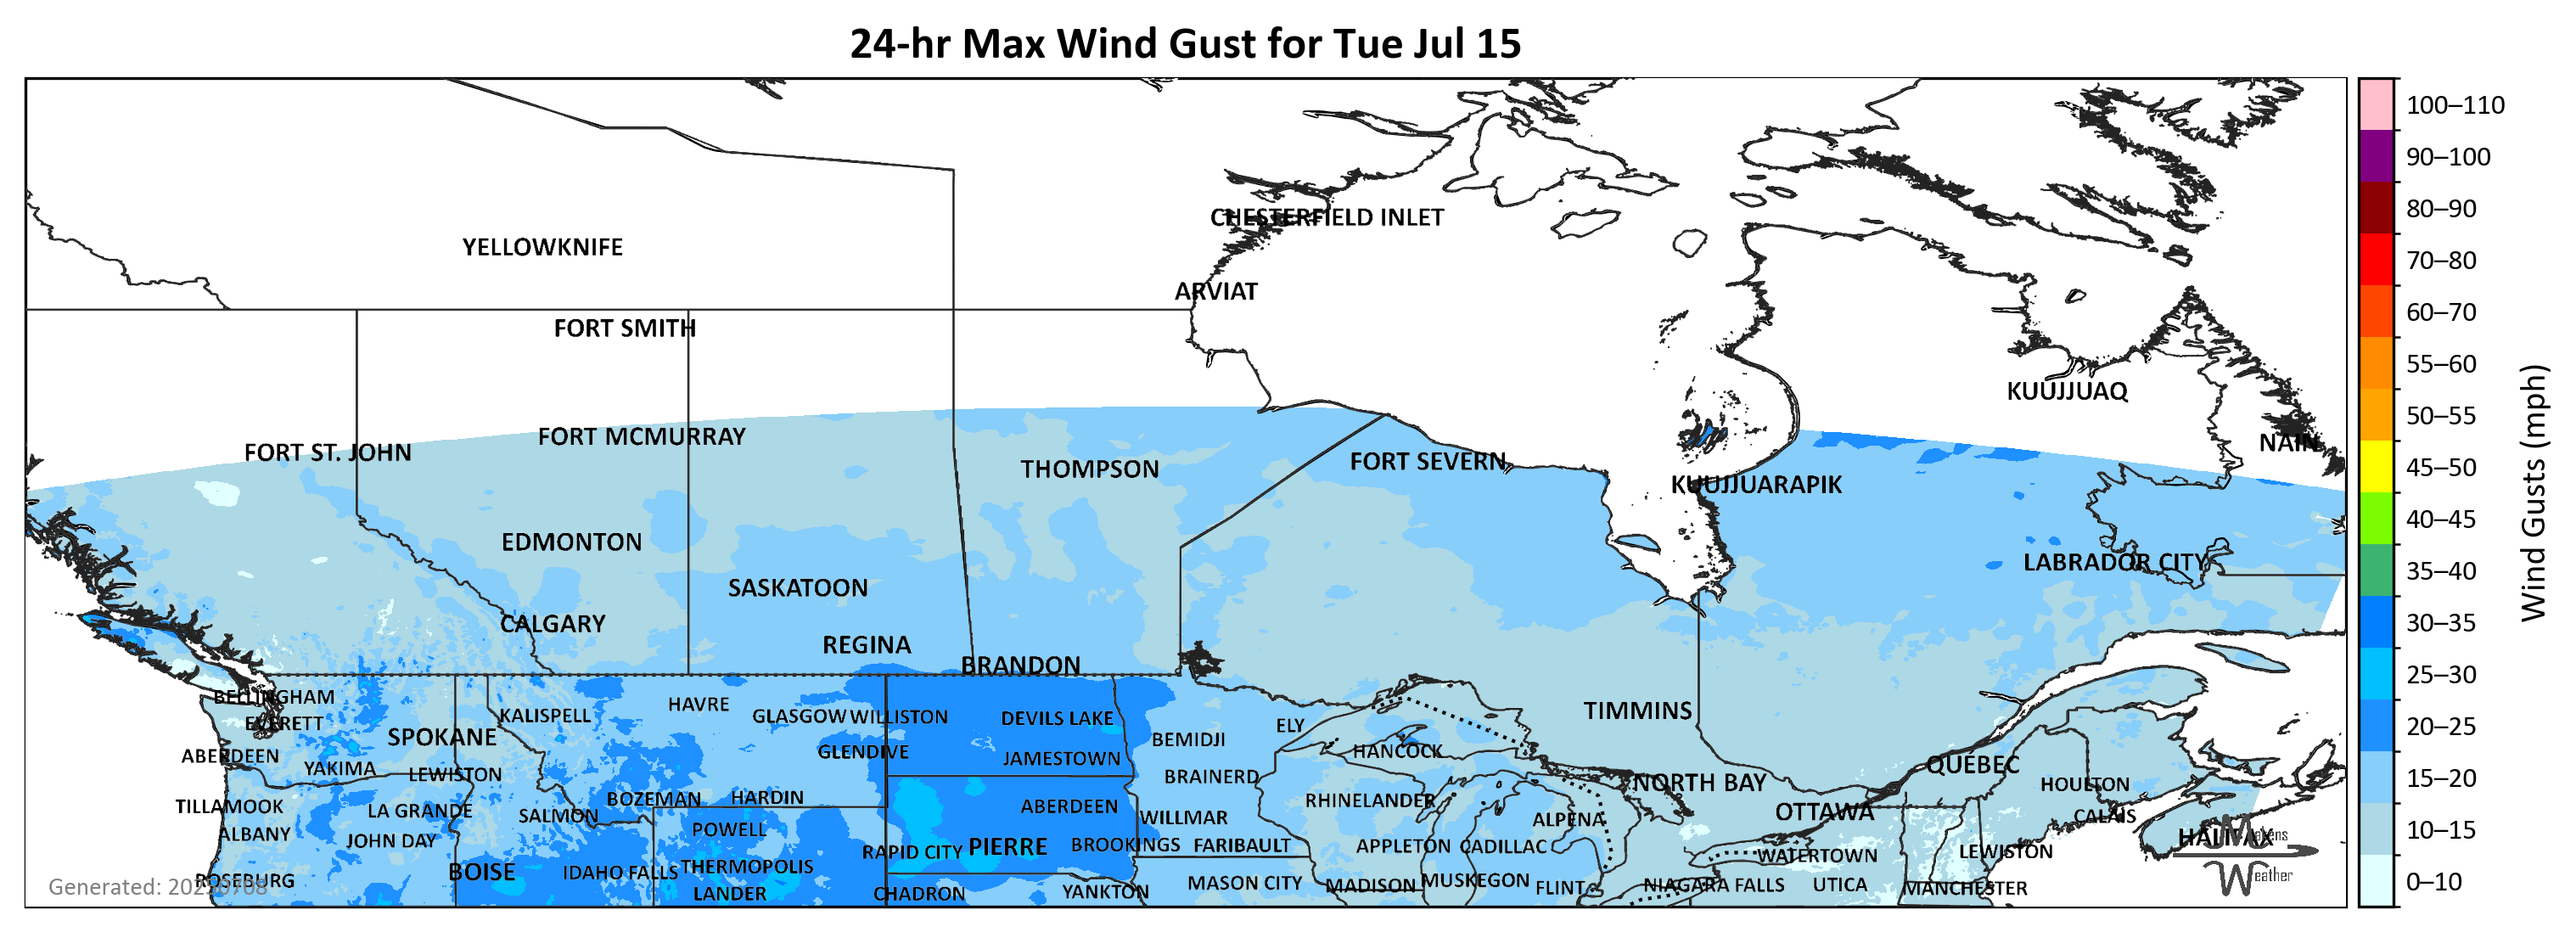 24-hr Max Wind Gust for Tue Jul 15
100–110
90–100
CHESTERFIELD INLET
80–90
YELLOWKNIFE
70–80
ARVIAT
FORT SMITH
60–70
55–60
KUUJJUAQ
50–55
FORT MCMURRAY
NAIN
FORT ST. JOHN
THOMPSON
FORT SEVERN
45–50
KUUJJUARAPIK
40–45
EDMONTON
LABRADOR CITY
35–40
SASKATOON
CALGARY
30–35
REGINA
BRANDON
25–30
Wind Gusts (mph)
BELLINGHAM
HAVRE
EVERETT
KALISPELL
GLASGOW
WILLISTON
DEVILS LAKE
ELY
TIMMINS
20–25
SPOKANE
BEMIDJI
ABERDEEN
GLENDIVE
JAMESTOWN
HANCOCK
YAKIMA
LEWISTON
BRAINERD
QUÉBEC
15–20
NORTH BAY
HOULTON
TILLAMOOK
LA GRANDE
SALMON
BOZEMAN
HARDIN
ABERDEEN
RHINELANDER
OTTAWA
WILLMAR
ALPENA
CALAIS
10–15
ALBANY
JOHN DAY
POWELL
HALIFAX
RAPID CITY
PIERRE
BROOKINGS
FARIBAULT
APPLETON
CADILLAC
WATERTOWN
LEWISTON
BOISE
IDAHO FALLS
THERMOPOLIS
Weather
ROSEBURG
LANDER
CHADRON
YANKTON
MASON CITY
MADISON
MUSKEGON
FLINT
NIAGARA FALLS
UTICA
MANCHESTER
0–10
Generated: